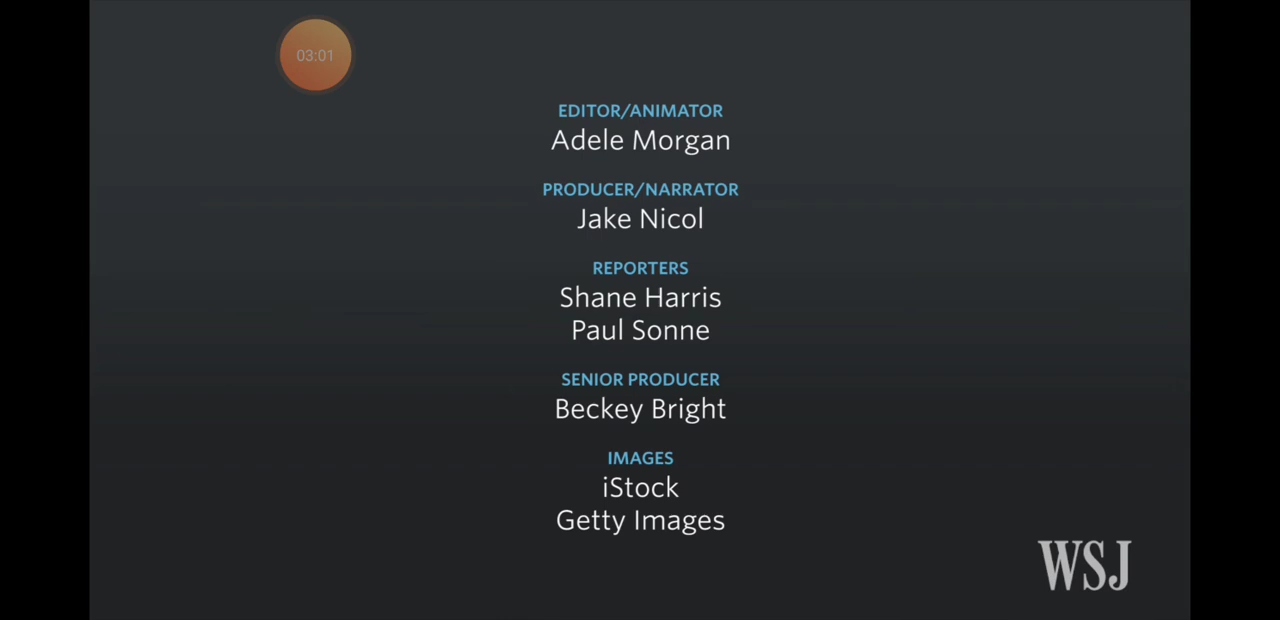 03:01
EDITOR/ANIMATOR
Adele Morgan
PRODUCER/NARRATOR
Jake Nicol
REPORTERS
Shane Harris
Paul Sonne
SENIOR PRODUCER
Beckey Bright
IMAGES
iStock
Getty Images
WSJ